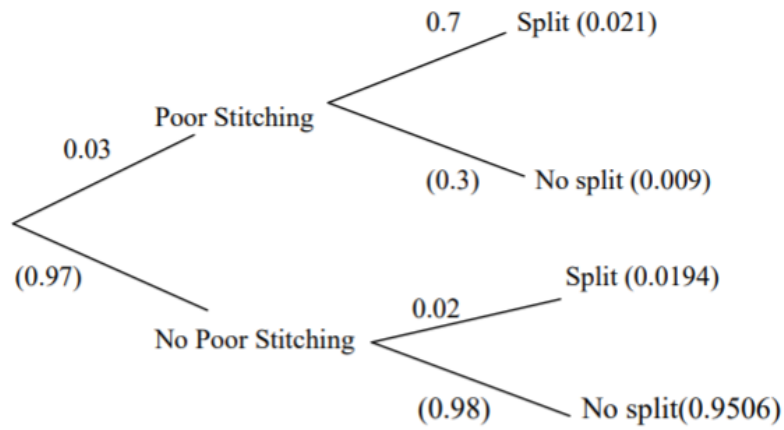 0.7
Split (0.021)
Poor Stitching
0.03
(0.3)
No split (0.009)
(0.97)
Split (0.0194)
0.02
No Poor Stitching
(0.98)
No split(0.9506)